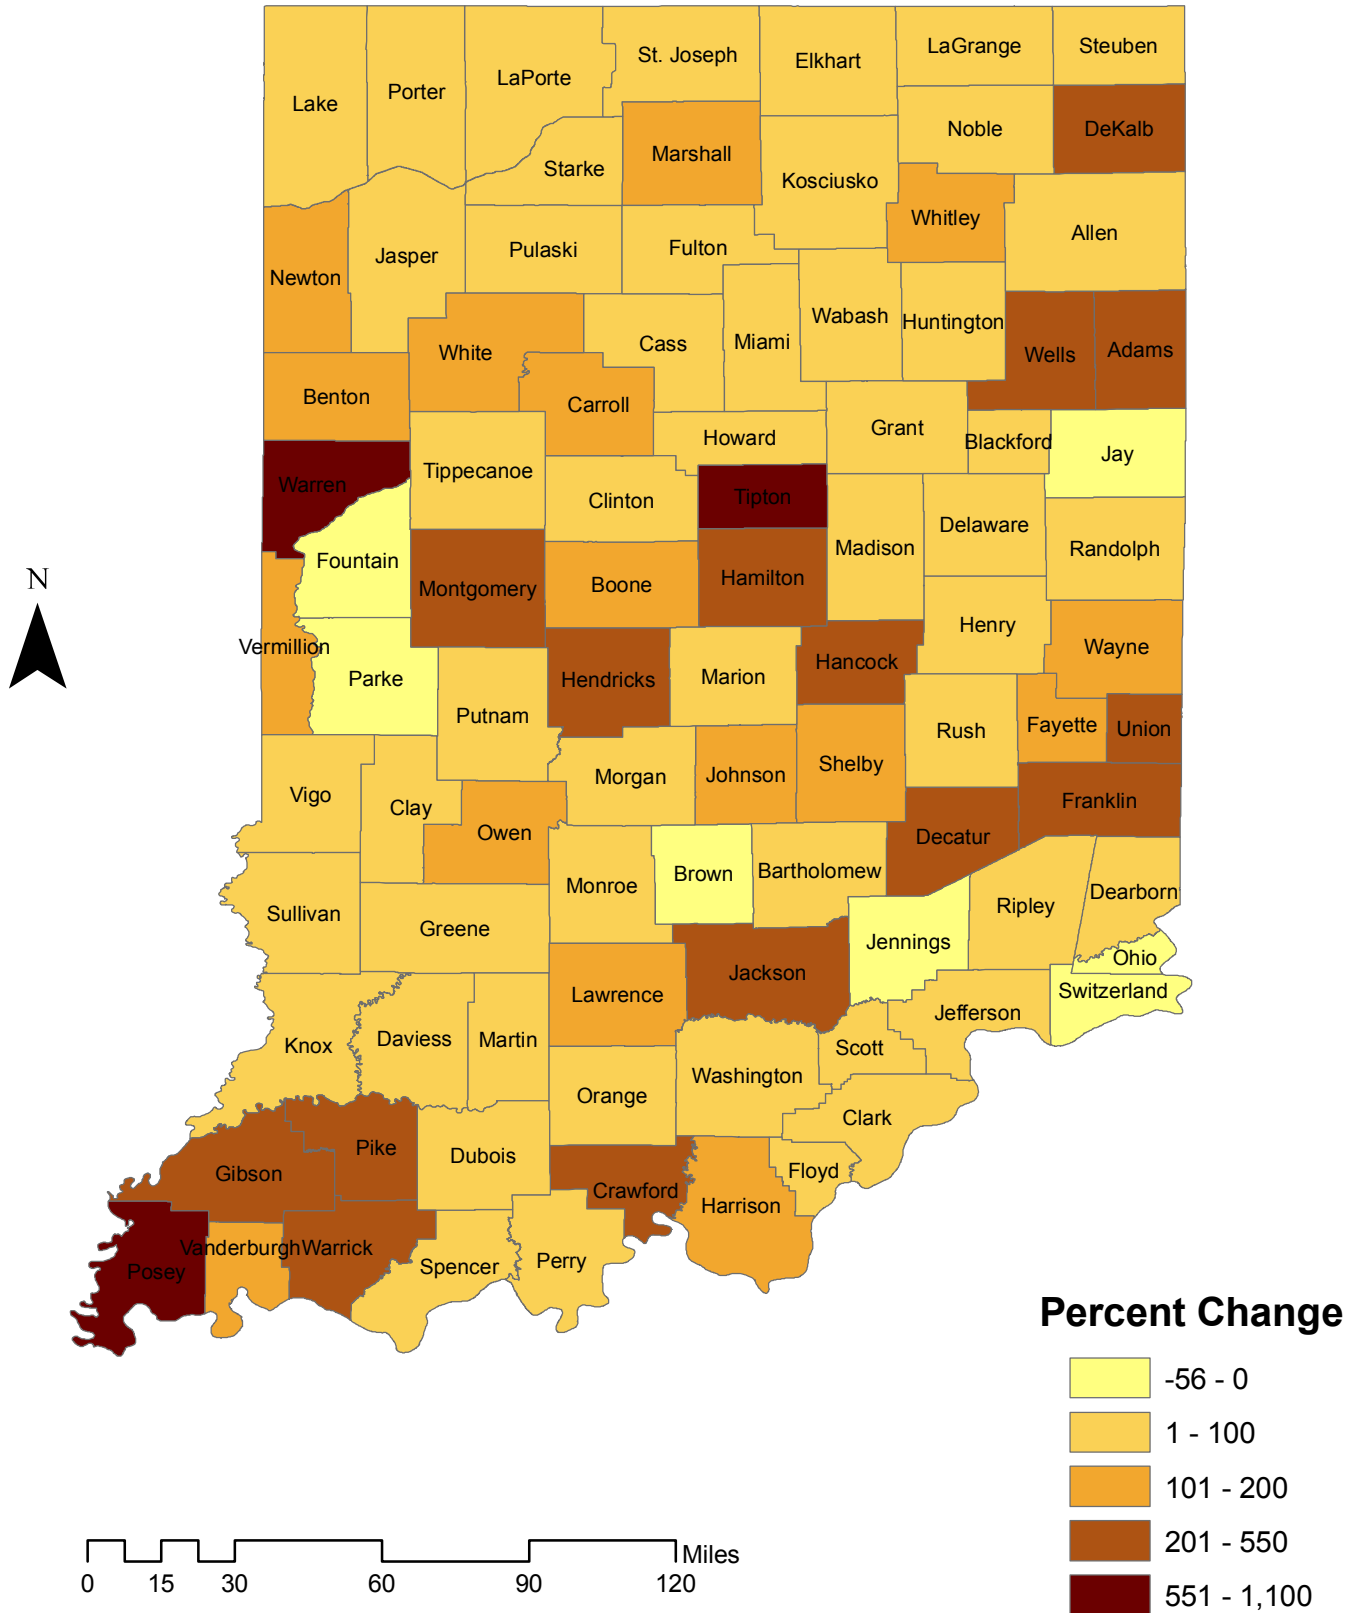 St. Joseph
LaGrange
Steuben
Elkhart
LaPorte
Porter
Lake
Noble
DeKalb
Marshall
Starke
Kosciusko
Whitley
Allen
Pulaski
Fulton
Jasper
Newton
Wabash
Huntington
Miami
Cass
White
Wells
Adams
Benton
Carroll
Grant
Howard
Blackford
Jay
Tippecanoe
Warren
Clinton
Tipton
Delaware
Madison
Randolph
Fountain
N
Montgomery
Boone
Hamilton
Henry
Vermillion
Wayne
Hancock
Parke
Hendricks
Marion
Putnam
Fayette
Union
Rush
Shelby
Morgan
Johnson
Vigo
Clay
Franklin
Owen
Decatur
Brown
Bartholomew
Monroe
Dearborn
Ripley
Sullivan
Greene
Jennings
Ohio
Jackson
Switzerland
Lawrence
Jefferson
Daviess
Martin
Knox
Scott
Washington
Orange
Clark
Pike
Dubois
Gibson
Floyd
Crawford
Harrison
Vanderburgh
Warrick
Perry
Spencer
Posey
Percent Change
-56 - 0
1 - 100
101 - 200
201 - 550
551 - 1,100
Miles
0 15 30 60 90 120